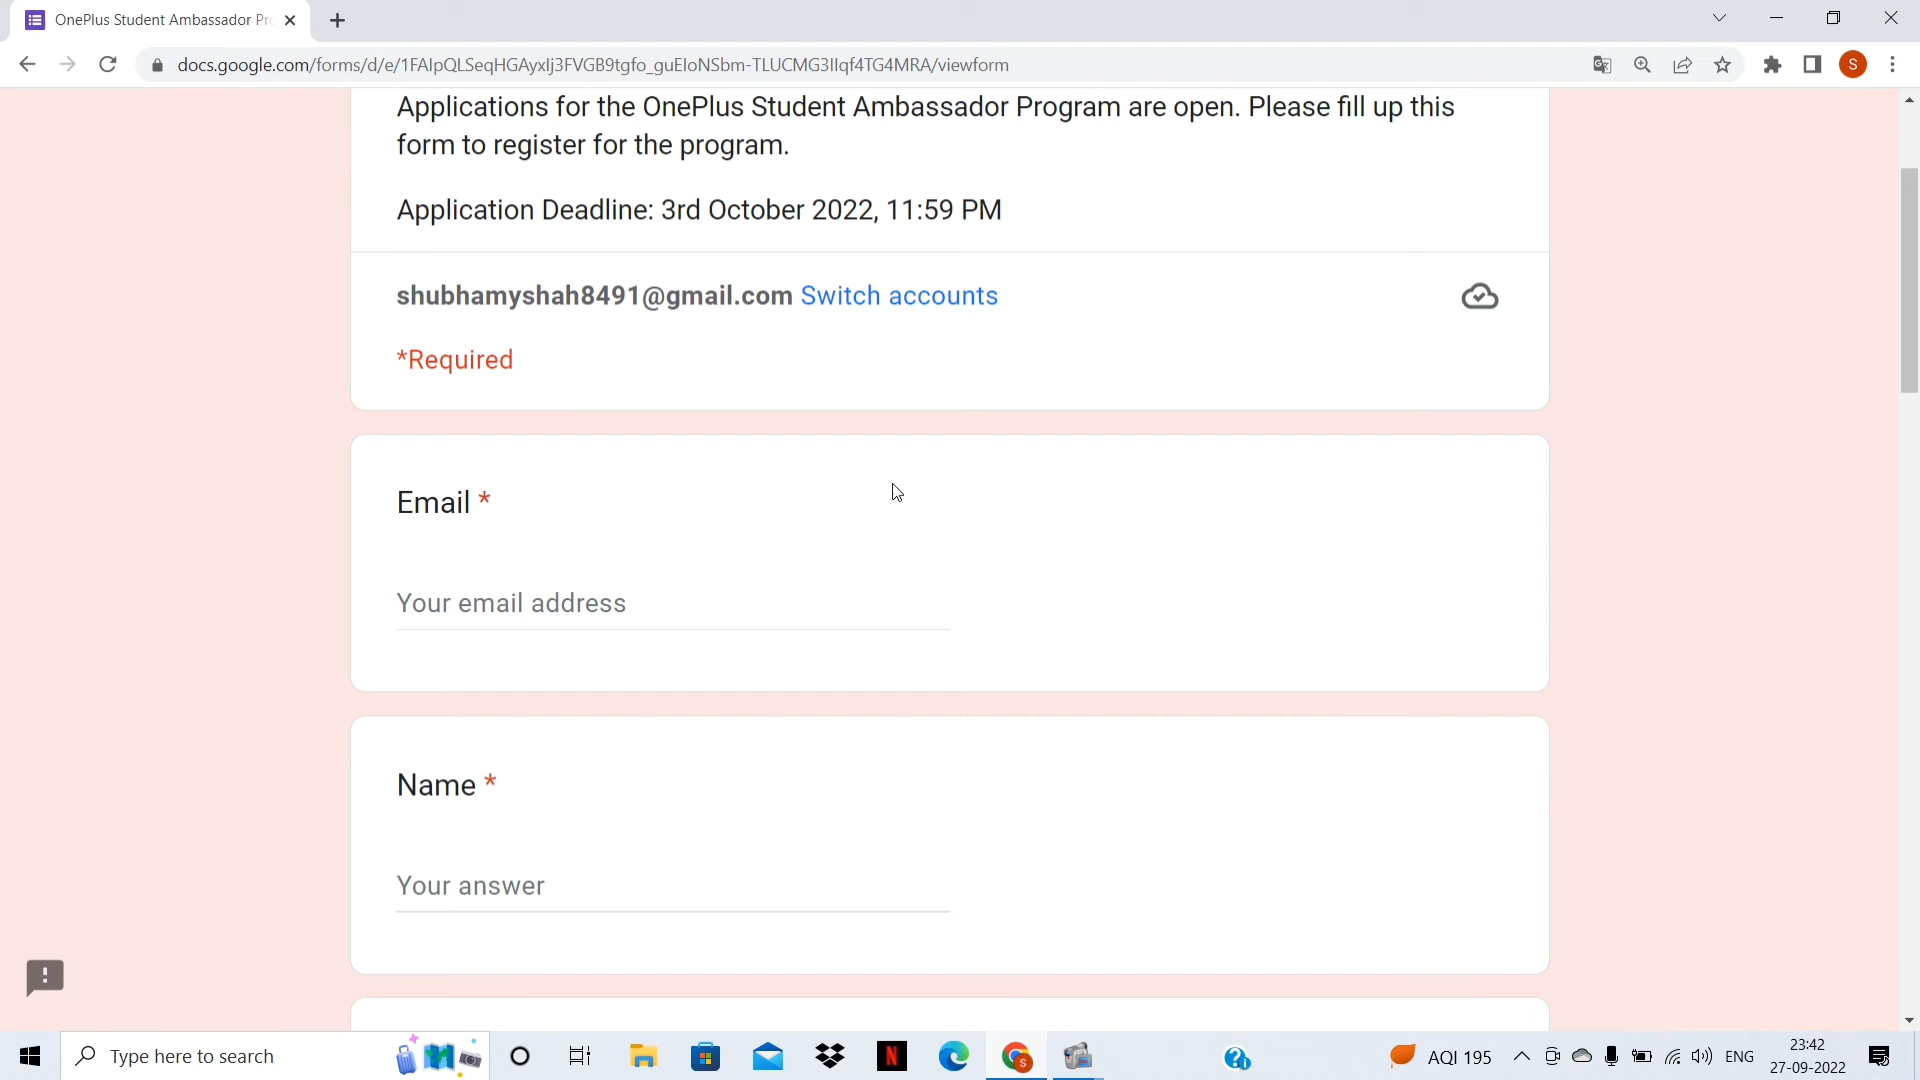 OnePlus Student Ambassador Pr
docs.google.com/forms/d/e/1FAIpQLSeqHGAyxlj3FVGB9tgfo_guEloNSbm-TLUCMG3Ilqf4TG4MRA/viewform
S
Applications for the OnePlus Student Ambassador Program are open. Please fill up this
form to register for the program.
Application Deadline: 3rd October 2022, 11:59 PM
shubhamyshah8491@gmail.com Switch accounts
*Required
Email *
Your email address
Name *
Your answer
Type here to search
AQI 195
ENG
23:42
27-09-2022